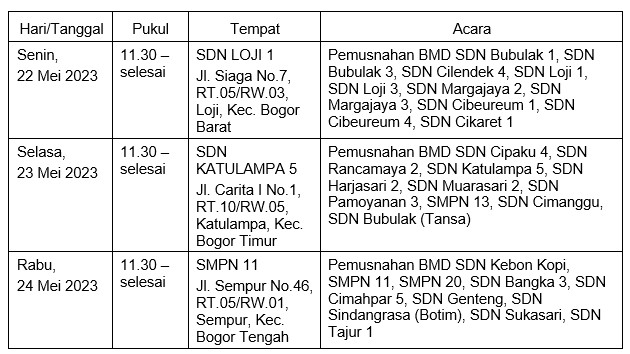 Hari/Tanggal Pukul Tempat Acara
Senin,
22 Mei 2023
11.30 –
selesai
SDN LOJI 1
Jl. Siaga No.7,
RT.05/RW.03,
Loji, Kec. Bogor
Barat
Pemusnahan BMD SDN Bubulak 1, SDN
Bubulak 3, SDN Cilendek 4, SDN Loji 1,
SDN Loji 3, SDN Margajaya 2, SDN
Margajaya 3, SDN Cibeureum 1, SDN
Cibeureum 4, SDN Cikaret 1
Selasa,
23 Mei 2023
11.30 –
selesai
SDN
KATULAMPA 5
Jl. Carita I No.1,
RT.10/RW.05,
Katulampa, Kec.
Bogor Timur
Pemusnahan BMD SDN Cipaku 4, SDN
Rancamaya 2, SDN Katulampa 5, SDN
Harjasari 2, SDN Muarasari 2, SDN
Pamoyanan 3, SMPN 13, SDN Cimanggu,
SDN Bubulak (Tansa)
Rabu,
24 Mei 2023
11.30 –
selesai
SMPN 11
Jl. Sempur No.46,
RT.05/RW.01,
Sempur, Kec.
Bogor Tengah
Pemusnahan BMD SDN Kebon Kopi,
SMPN 11, SMPN 20, SDN Bangka 3, SDN
Cimahpar 5, SDN Genteng, SDN
Sindangrasa (Botim), SDN Sukasari, SDN
Tajur 1